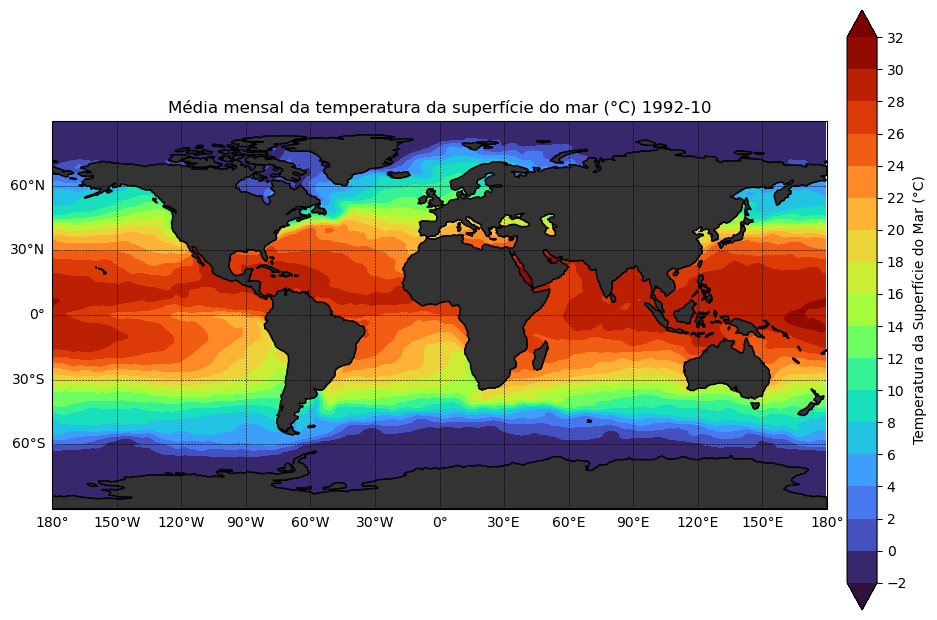 Média mensal da temperatura da superfície do mar (°C) 1992-10
60°N
30°N
0°
30°S
60°S
180° 150°W 120°W 90°W 60°W 30°W 0° 30°E 60°E 90°E 120°E 150°E 180°
32
30
28
26
24
22
20
18
16
14
12
10
8
6
4
2
0
−2
Temperatura da Superfície do Mar (°C)